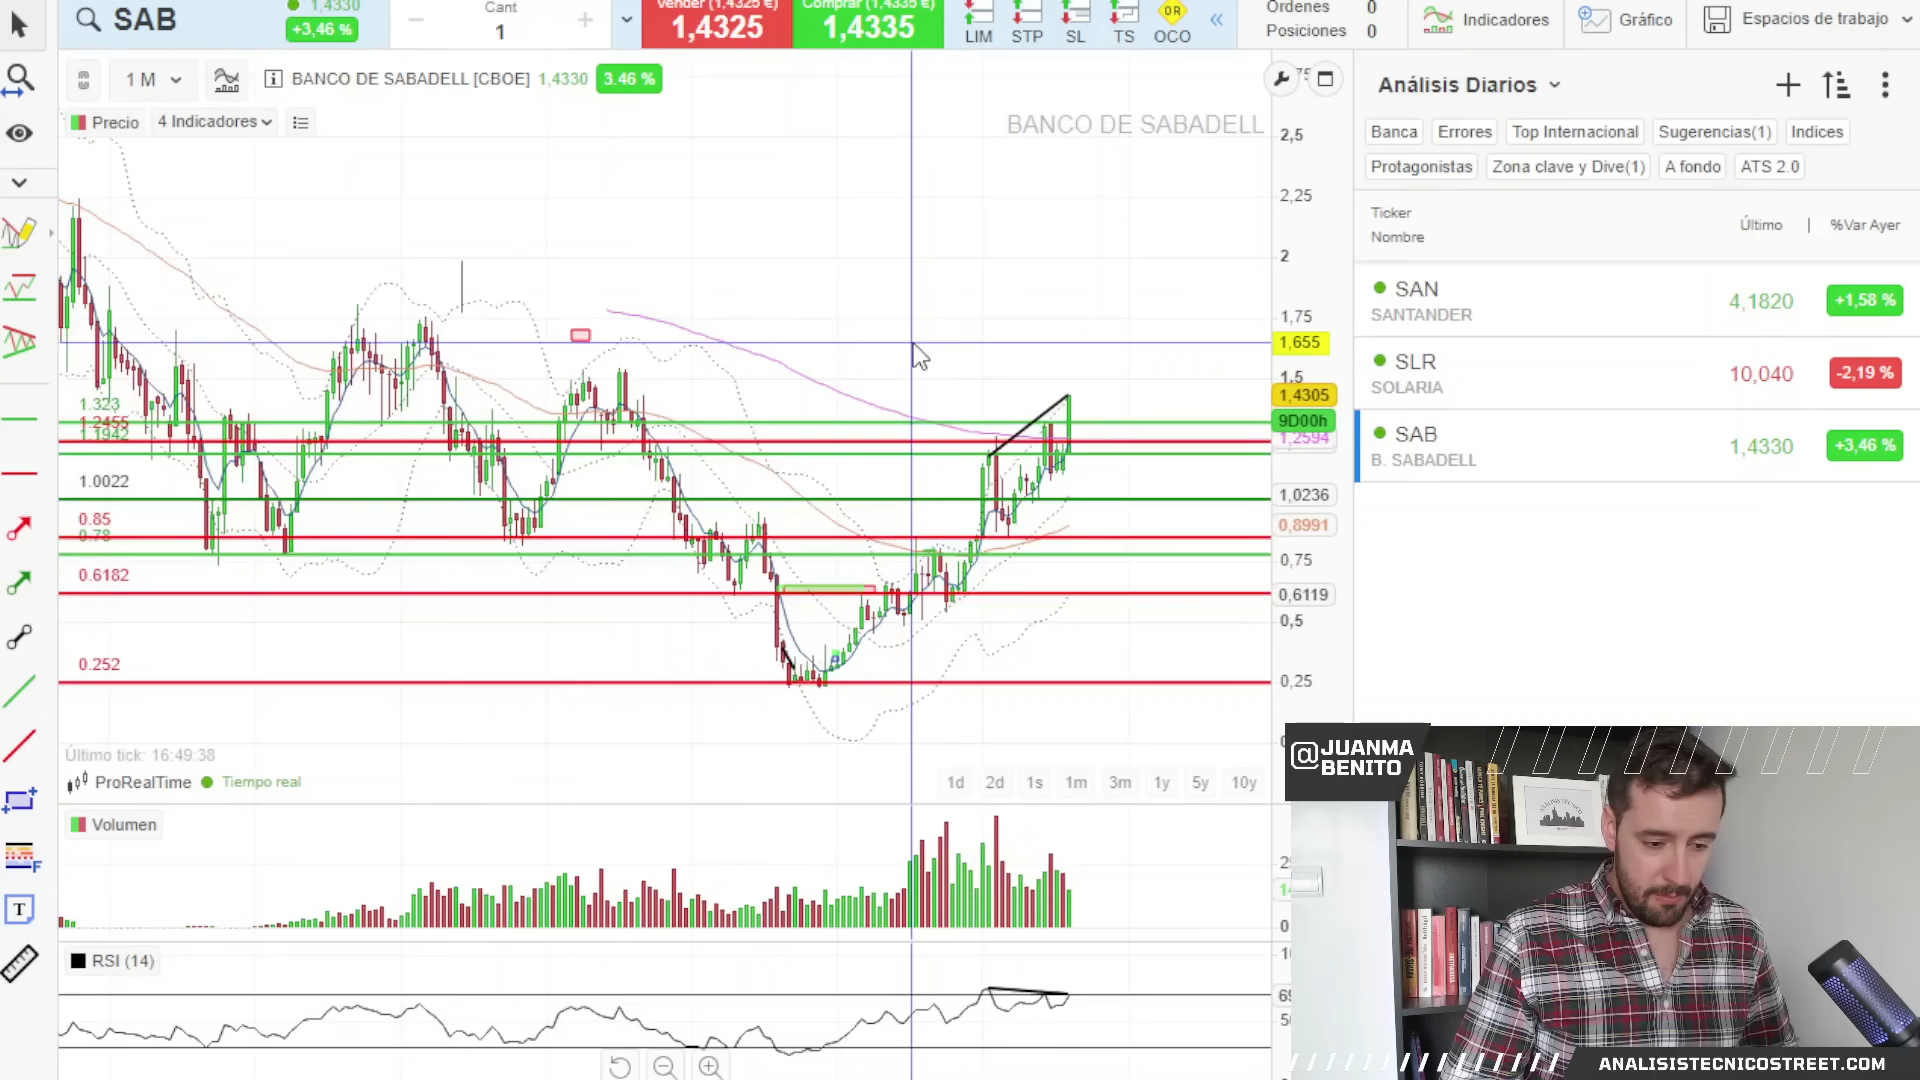 SAB
1,4330
+3,46 %
Cant
1
Vender (1,4325 €)
1,4325
Comprar (1,4335 €)
1,4335
LIM
STP
SL
TS
OR
OCO
Órdenes 0
Posiciones 0
Indicadores
Gráfico
Espacios de trabajo
1 M
BANCO DE SABADELL [CBOE] 1,4330 3.46 %
Precio
4 Indicadores
BANCO DE SABADELL
2,5
2,25
2
1,75
1,655
1,5
1,4305
9D00h
1,2594
1,0236
0,8991
0,75
0,6119
0,5
0,25
1.323
1.2455
1.1942
1.0022
0.85
0.78
0.6182
0.252
Último tick: 16:49:38
ProRealTime
Tiempo real
1d 2d 1s 1m 3m 1y 5y 10y
Volumen
0
RSI (14)
Análisis Diarios
Banca
Errores
Top Internacional
Sugerencias(1)
Indices
Protagonistas
Zona clave y Dive(1)
A fondo
ATS 2.0
Ticker
Nombre
Último
%Var Ayer
SAN
SANTANDER
4,1820
+1,58 %
SLR
SOLARIA
10,040
-2,19 %
SAB
B. SABADELL
1,4330
+3,46 %
@JUANMA
BENITO
ANALISISTECNICOSTREET.COM